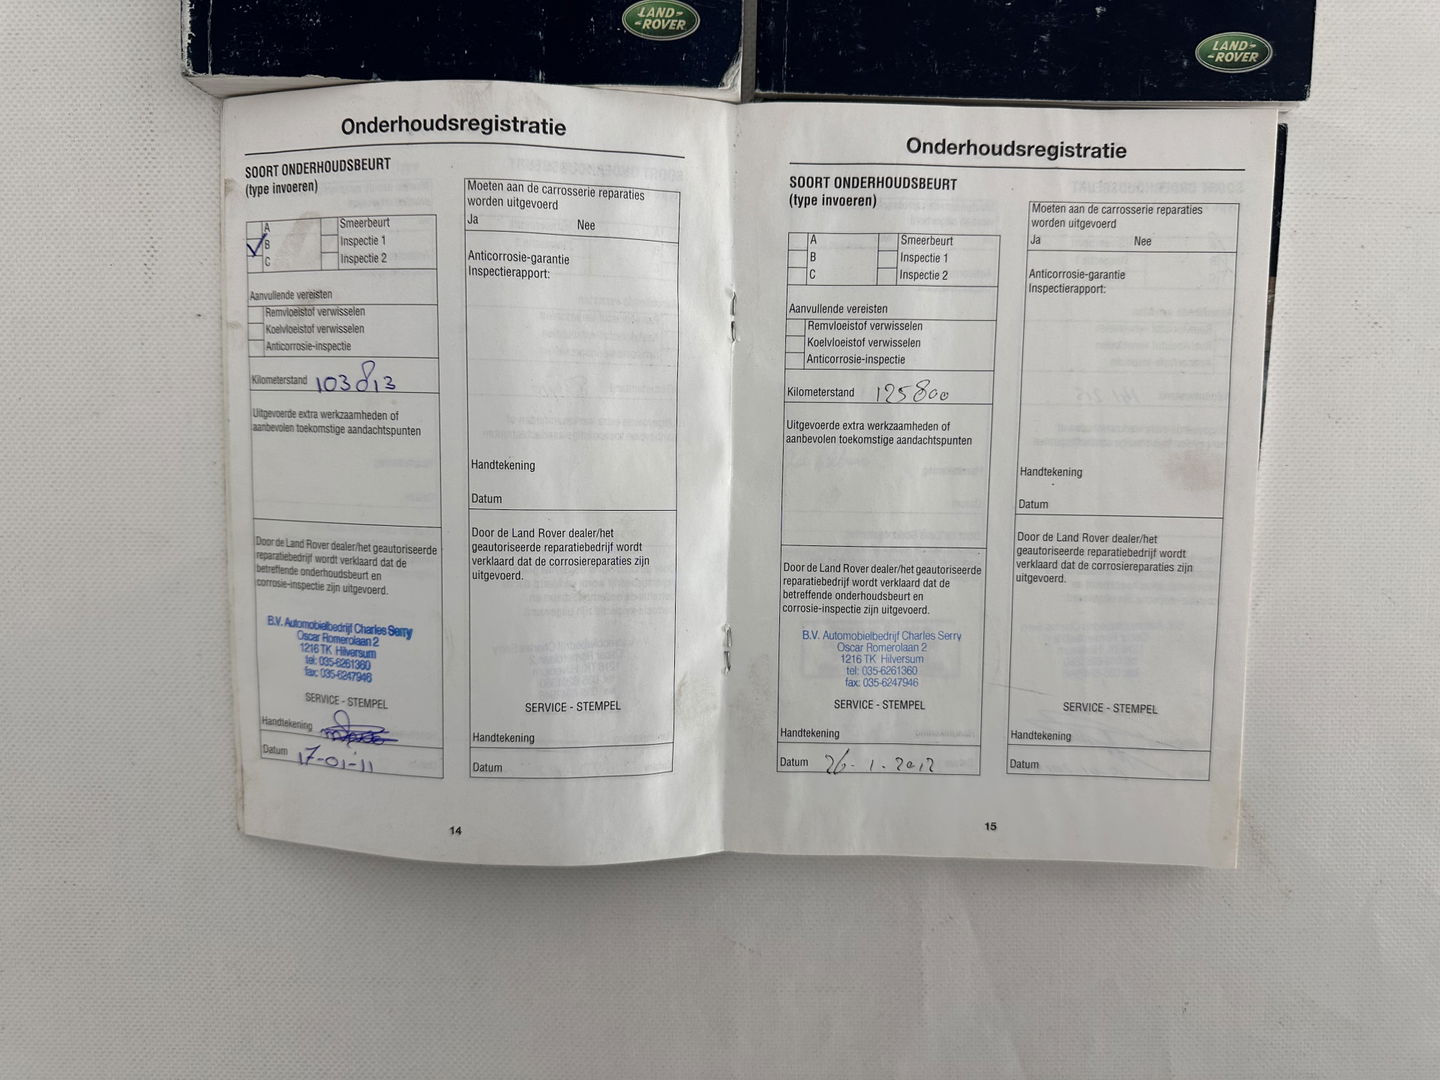 LAND-
-ROVER
LAND-
-ROVER
Onderhoudsregistratie
SOORT ONDERHOUDSBEURT
(type invoeren)
A
B
C
Smeerbeurt
Inspectie 1
Inspectie 2
Aanvullende vereisten
Remvloeistof verwisselen
Koelvloeistof verwisselen
Anticorrosie-inspectie
Kilometerstand 103813
Uitgevoerde extra werkzaamheden of
aanbevolen toekomstige aandachtspunten
Door de Land Rover dealer/het geautoriseerde
reparatiebedrijf wordt verklaard dat de
betreffende onderhoudsbeurt en
corrosie-inspectie zijn uitgevoerd.
B.V. Automobielbedrijf Charles Serry
Oscar Romerolaan 2
1216 TK Hilversum
tel: 035-6261360
fax: 035-6247946
SERVICE - STEMPEL
Handtekening
Datum 17-01-11
Moeten aan de carrosserie reparaties
worden uitgevoerd
Ja Nee
Anticorrosie-garantie
Inspectierapport:
Handtekening
Datum
Door de Land Rover dealer/het
geautoriseerde reparatiebedrijf wordt
verklaard dat de corrosiereparaties zijn
uitgevoerd.
SERVICE - STEMPEL
Handtekening
Datum
14
Onderhoudsregistratie
SOORT ONDERHOUDSBEURT
(type invoeren)
A
B
C
Smeerbeurt
Inspectie 1
Inspectie 2
Aanvullende vereisten
Remvloeistof verwisselen
Koelvloeistof verwisselen
Anticorrosie-inspectie
Kilometerstand 125800
Uitgevoerde extra werkzaamheden of
aanbevolen toekomstige aandachtspunten
Door de Land Rover dealer/het geautoriseerde
reparatiebedrijf wordt verklaard dat de
betreffende onderhoudsbeurt en
corrosie-inspectie zijn uitgevoerd.
B.V. Automobielbedrijf Charles Serry
Oscar Romerolaan 2
1216 TK Hilversum
tel: 035-6261360
fax: 035-6247946
SERVICE - STEMPEL
Handtekening
Datum 26-1-2012
Moeten aan de carrosserie reparaties
worden uitgevoerd
Ja Nee
Anticorrosie-garantie
Inspectierapport:
Handtekening
Datum
Door de Land Rover dealer/het
geautoriseerde reparatiebedrijf wordt
verklaard dat de corrosiereparaties zijn
uitgevoerd.
SERVICE - STEMPEL
Handtekening
Datum
15